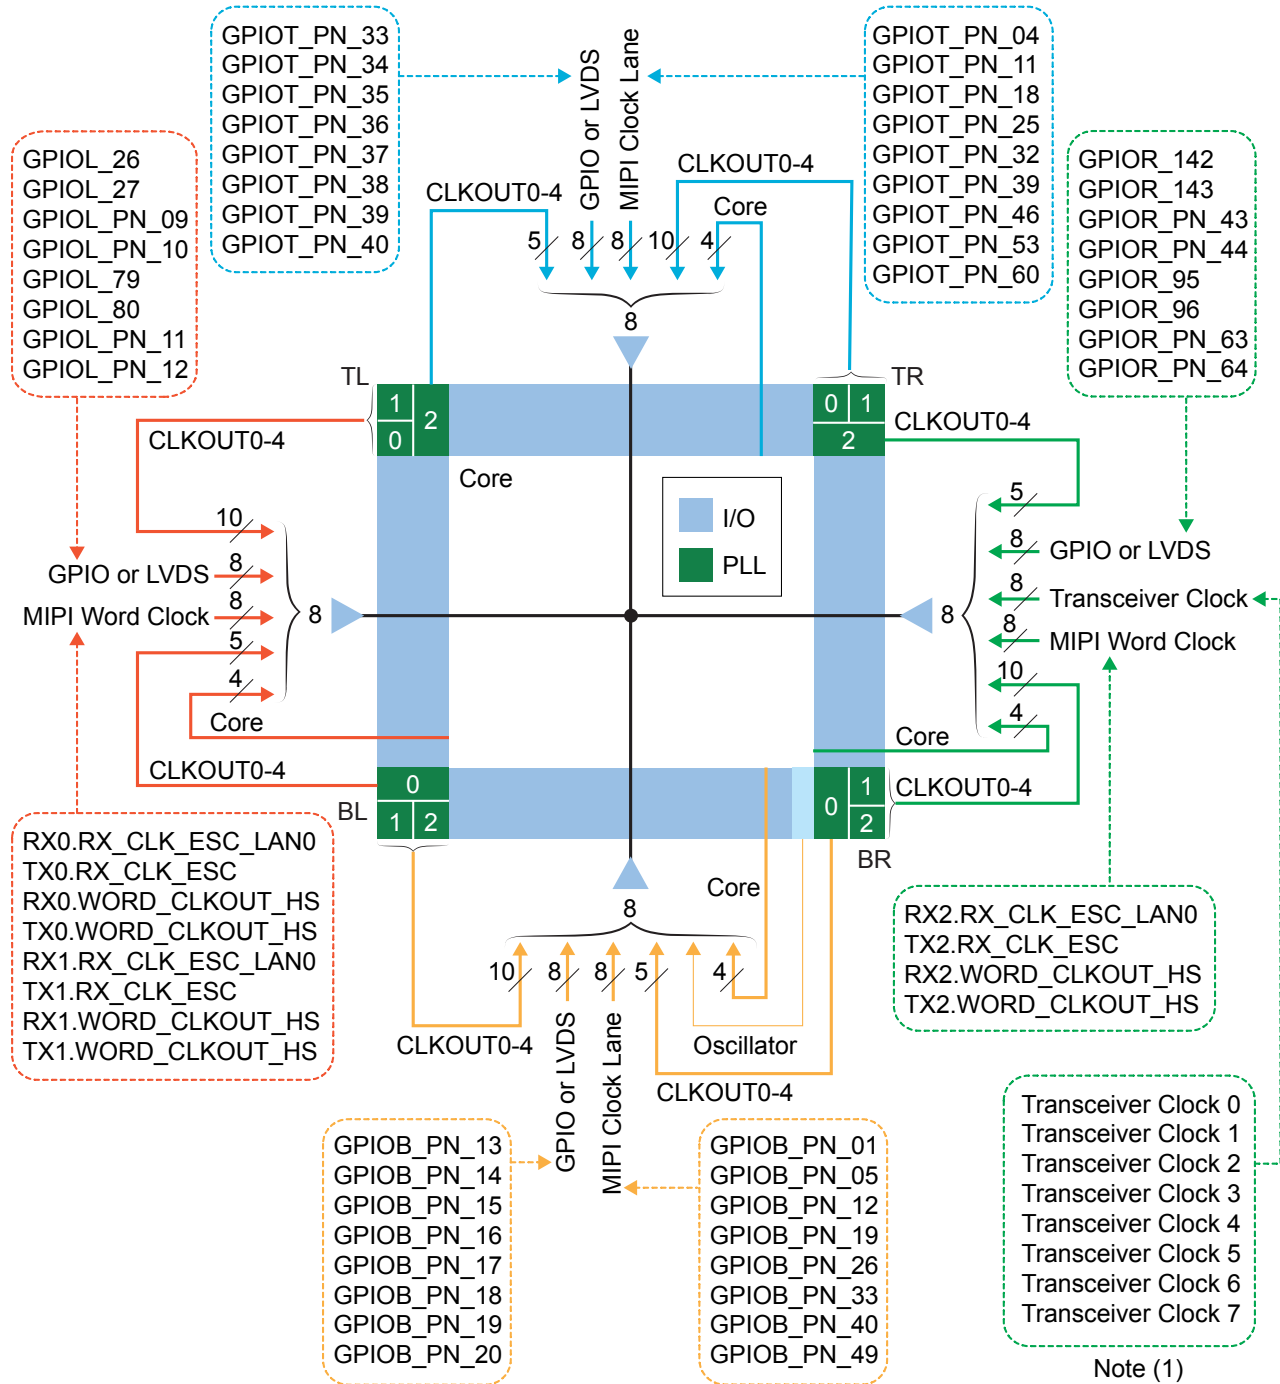 GPIOT_PN_33
GPIOT_PN_34
GPIOT_PN_35
GPIOT_PN_36
GPIOT_PN_37
GPIOT_PN_38
GPIOT_PN_39
GPIOT_PN_40
GPIO or LVDS
MIPI Clock Lane
GPIOT_PN_04
GPIOT_PN_11
GPIOT_PN_18
GPIOT_PN_25
GPIOT_PN_32
GPIOT_PN_39
GPIOT_PN_46
GPIOT_PN_53
GPIOT_PN_60
GPIOL_26
GPIOL_27
GPIOL_PN_09
GPIOL_PN_10
GPIOL_79
GPIOL_80
GPIOL_PN_11
GPIOL_PN_12
GPIOR_142
GPIOR_143
GPIOR_PN_43
GPIOR_PN_44
GPIOR_95
GPIOR_96
GPIOR_PN_63
GPIOR_PN_64
CLKOUT0-4
CLKOUT0-4
Core
5 8 8 10 4
8
TL
1
0
2
TR
0 1
2
CLKOUT0-4
CLKOUT0-4
Core
I/O
PLL
10
GPIO or LVDS 8
MIPI Word Clock 8
5
4
8
Core
CLKOUT0-4
8
5
8 GPIO or LVDS
8 Transceiver Clock
8 MIPI Word Clock
10
4
Core
CLKOUT0-4
BL
0
1 2
0
1
2
BR
Core
8
10 8 8 5 4
CLKOUT0-4
GPIO or LVDS
MIPI Clock Lane
Oscillator
CLKOUT0-4
RX0.RX_CLK_ESC_LAN0
TX0.RX_CLK_ESC
RX0.WORD_CLKOUT_HS
TX0.WORD_CLKOUT_HS
RX1.RX_CLK_ESC_LAN0
TX1.RX_CLK_ESC
RX1.WORD_CLKOUT_HS
TX1.WORD_CLKOUT_HS
RX2.RX_CLK_ESC_LAN0
TX2.RX_CLK_ESC
RX2.WORD_CLKOUT_HS
TX2.WORD_CLKOUT_HS
GPIOB_PN_13
GPIOB_PN_14
GPIOB_PN_15
GPIOB_PN_16
GPIOB_PN_17
GPIOB_PN_18
GPIOB_PN_19
GPIOB_PN_20
GPIOB_PN_01
GPIOB_PN_05
GPIOB_PN_12
GPIOB_PN_19
GPIOB_PN_26
GPIOB_PN_33
GPIOB_PN_40
GPIOB_PN_49
Transceiver Clock 0
Transceiver Clock 1
Transceiver Clock 2
Transceiver Clock 3
Transceiver Clock 4
Transceiver Clock 5
Transceiver Clock 6
Transceiver Clock 7
Note (1)